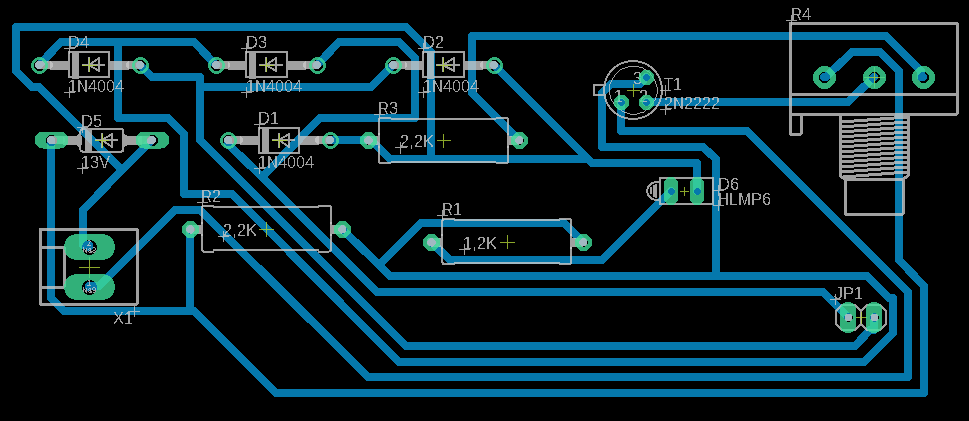 R4
D4
D3
D2
1N4004
1N4004
1N4004
3
1
2
T1
2N2222
R3
D5
D1
2,2K
13V
1N4004
D6
HLMP6
R2
R1
2,2K
1,2K
JP1
X1